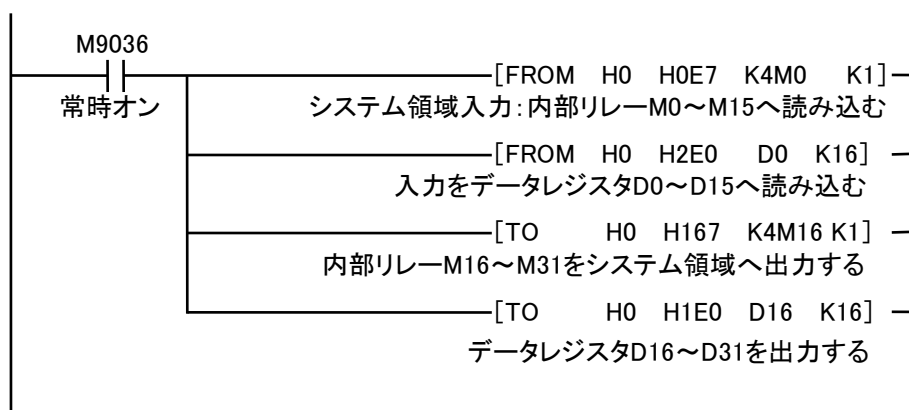 M9036
[FROM H0 H0E7 K4M0 K1]
常時オン
システム領域入力:内部リレーM0~M15へ読み込む
[FROM H0 H2E0 D0 K16]
入力をデータレジスタD0~D15へ読み込む
[TO H0 H167 K4M16 K1]
内部リレーM16~M31をシステム領域へ出力する
[TO H0 H1E0 D16 K16]
データレジスタD16~D31を出力する